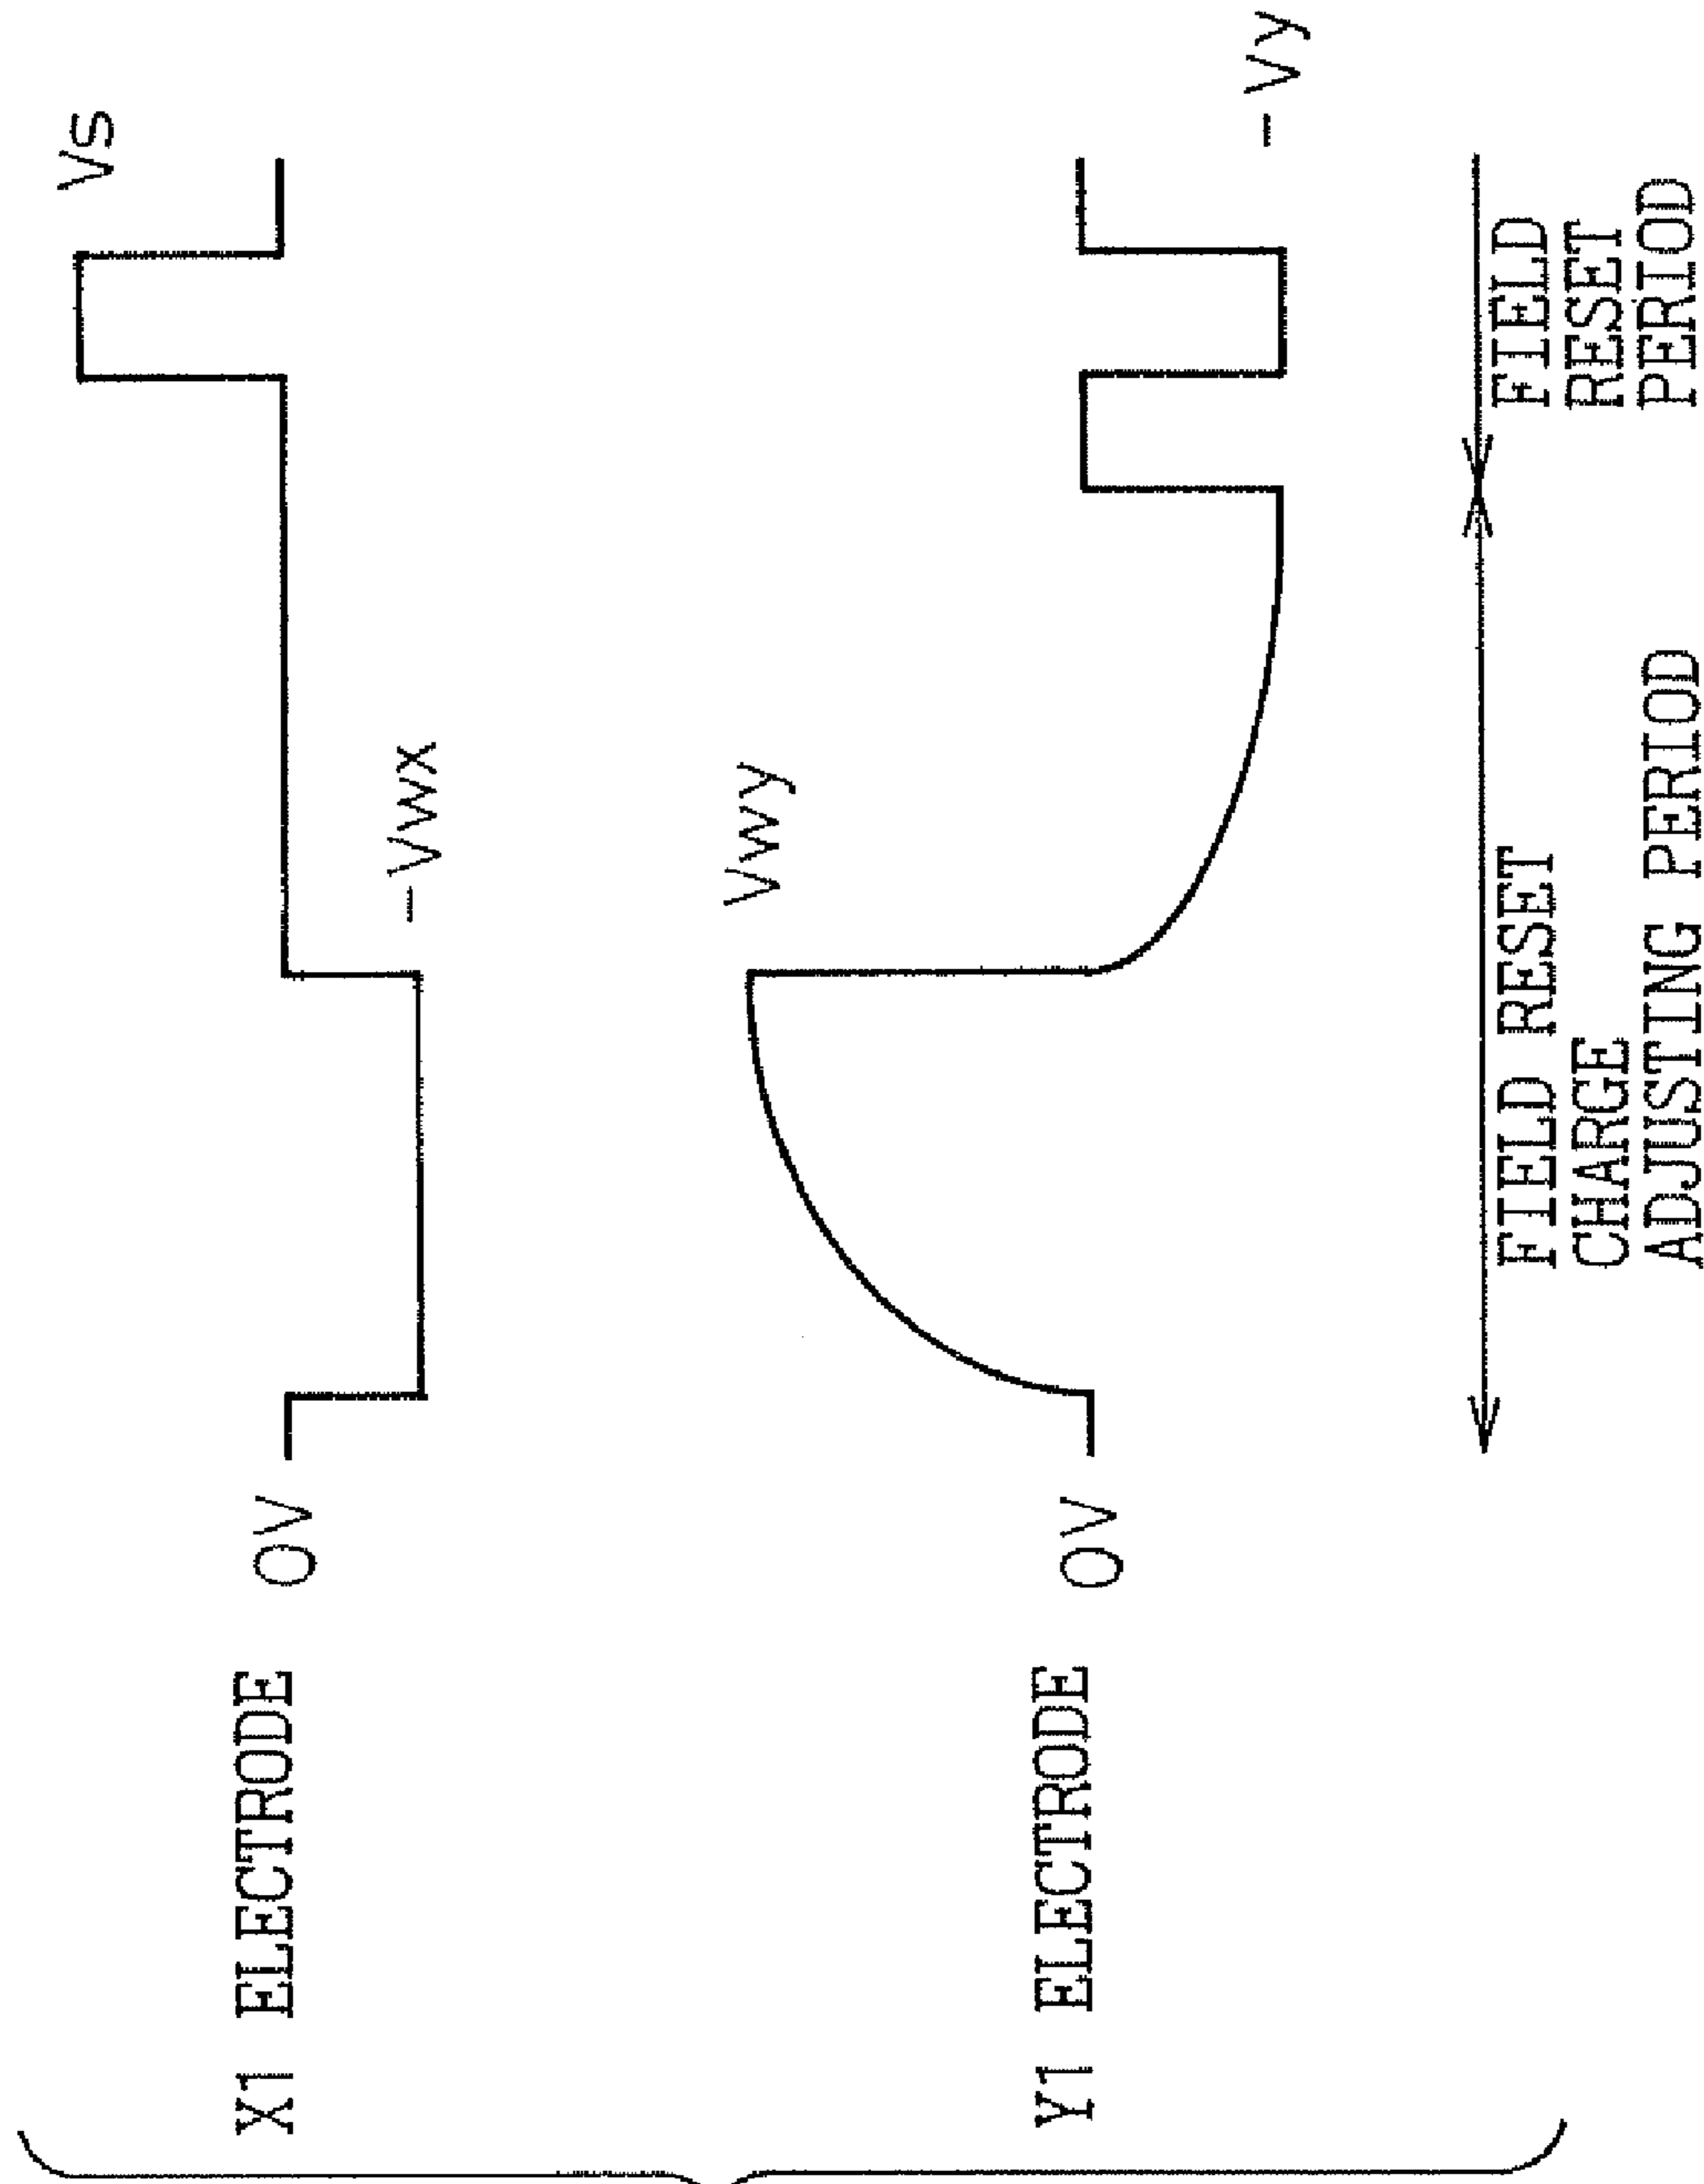 X1 ELECTRODE
0V
-Vwx
Vs
Y1 ELECTRODE
0V
Vwy
-Vy
FIELD RESET
CHARGE
ADJUSTING PERIOD
FIELD
RESET
PERIOD